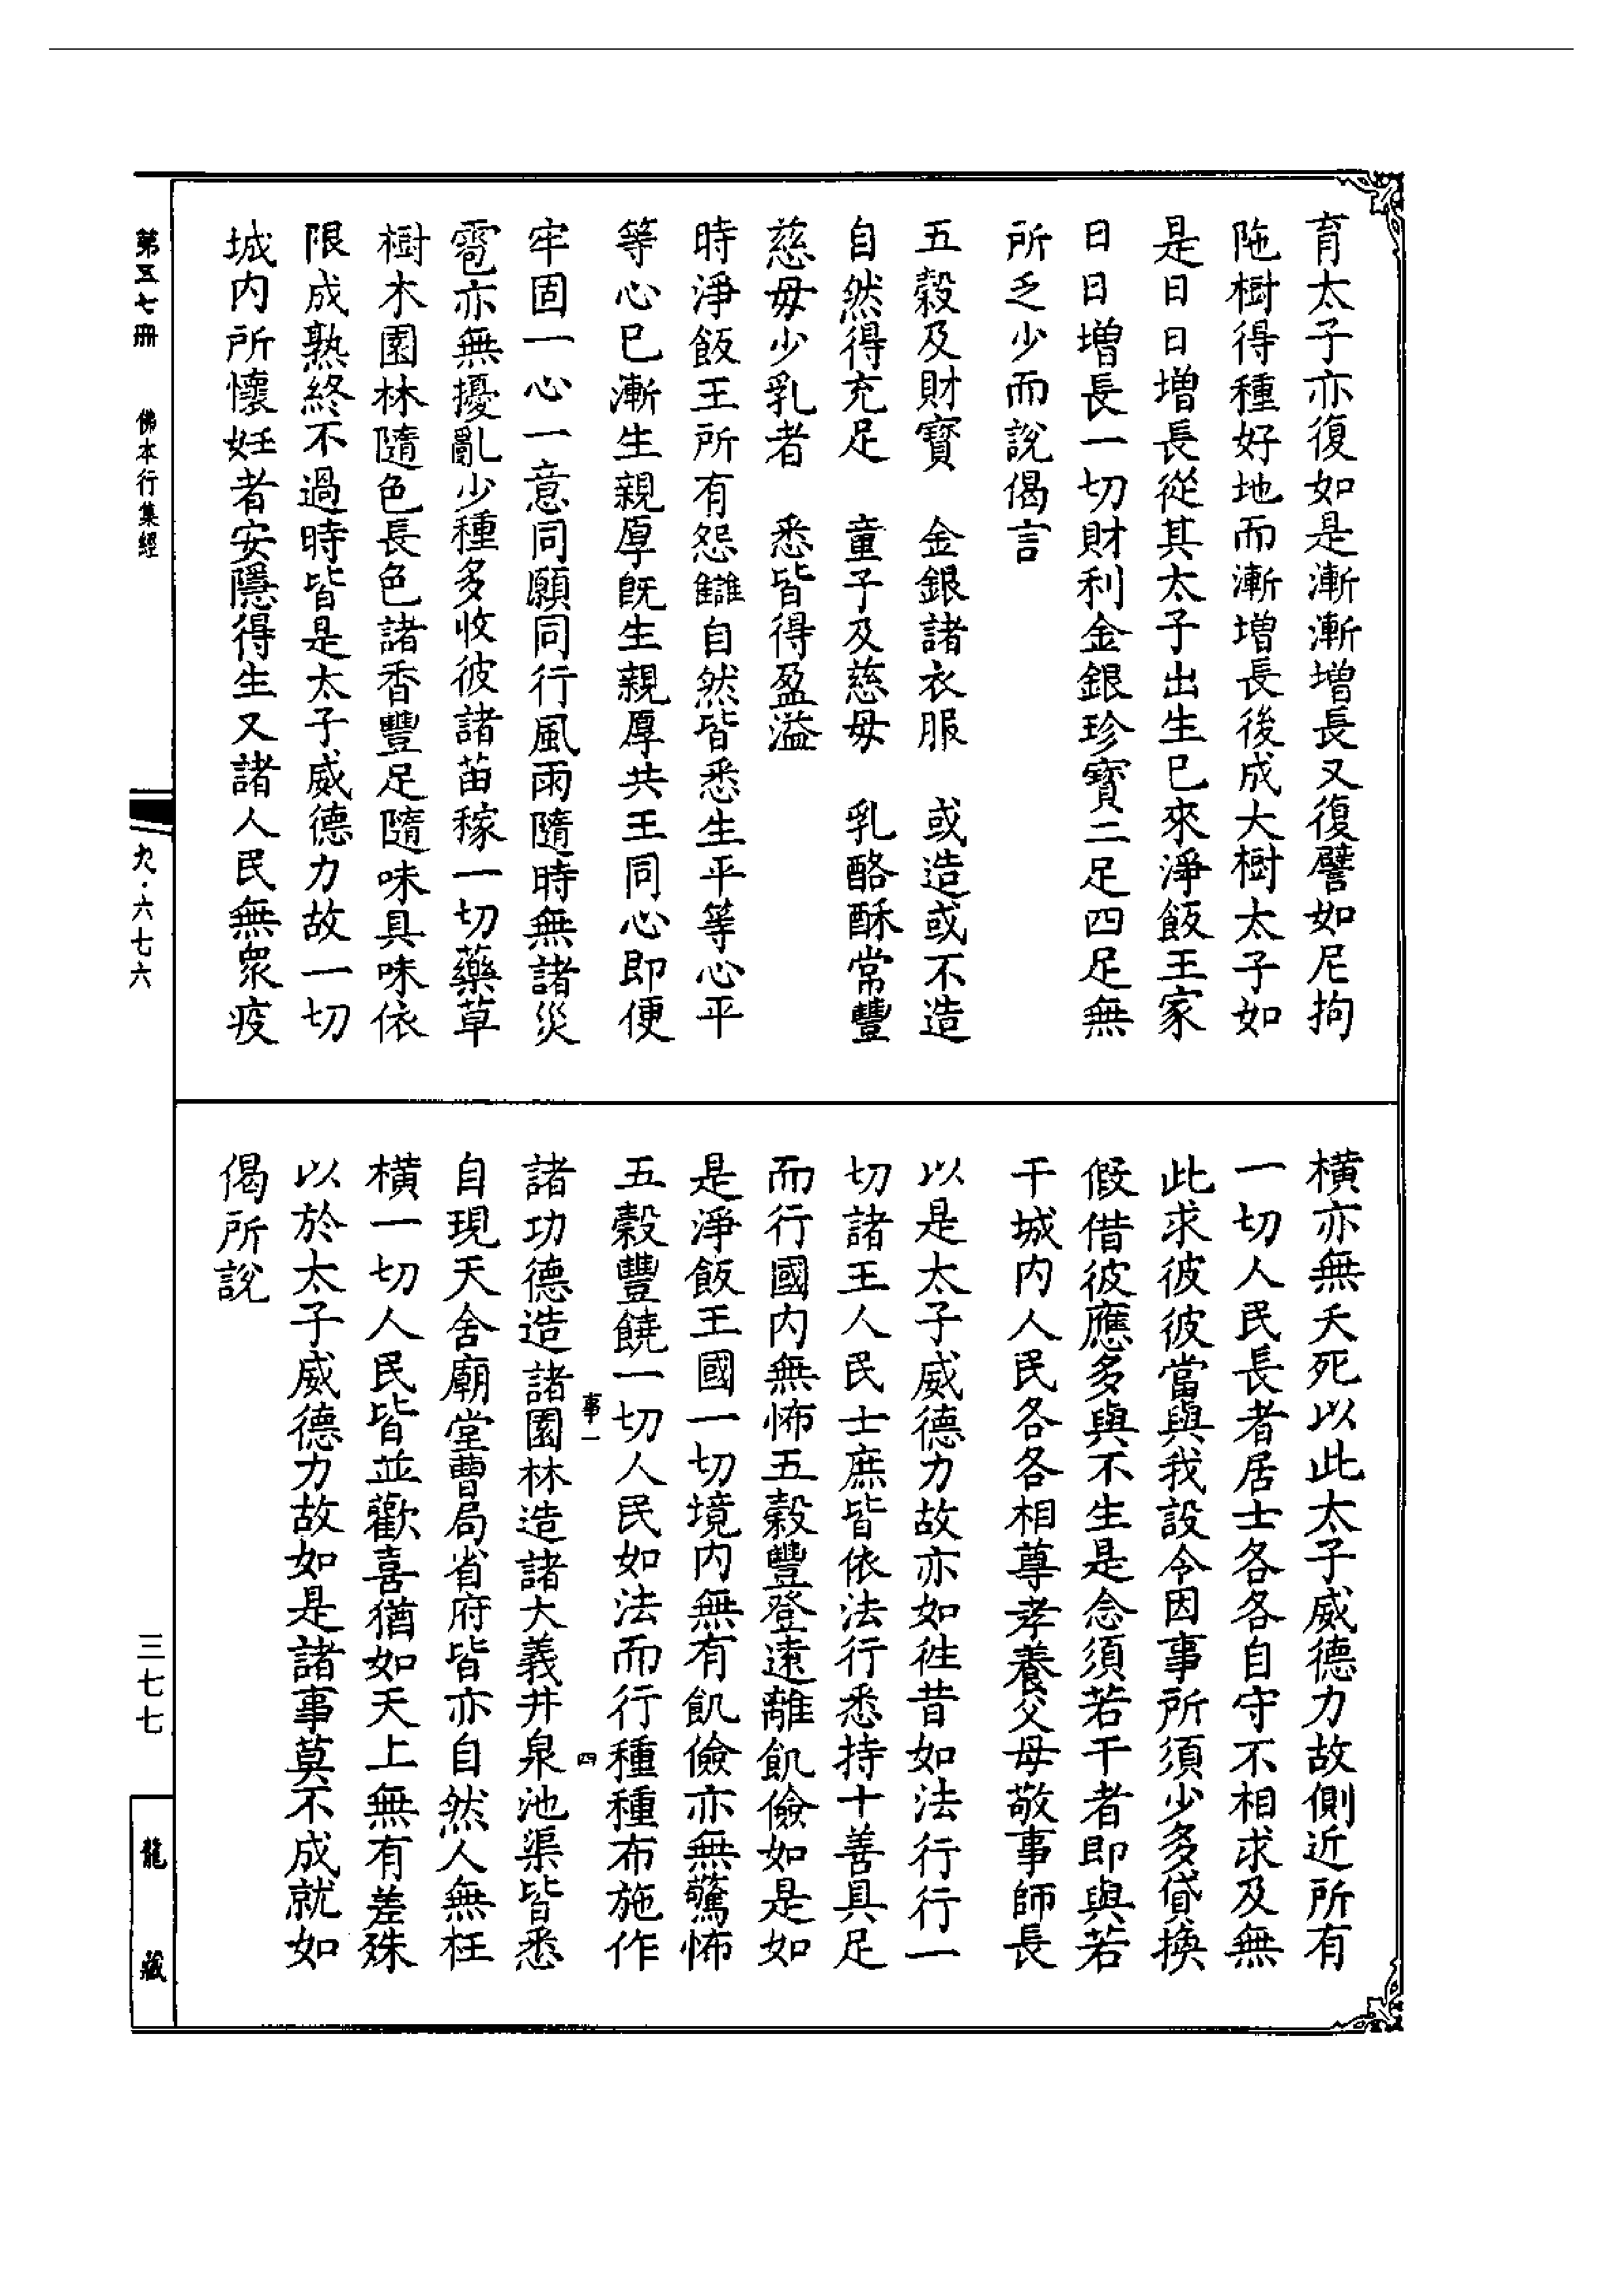 育太子亦復如是漸漸增長又復譬如尼拘
陁樹得種好地而漸增長後成大樹太子如
是日日增長從其太子出生已來淨飯王家
日日增長一切財利金銀珍寶二足四足無
所乏少而說偈言
五穀及財寶　金銀諸衣服　或造或不造
自然得充足　童子及慈母　乳酪酥常豐
慈母少乳者　悉皆得盈溢
時淨飯王所有怨讎自然皆悉生平等心平
等心已漸生親厚既生親厚共王同心即便
牢固一心一意同願同行風雨隨時無諸災
雹亦無擾亂少種多收彼諸苗稼一切藥草
樹木園林隨色長色諸香豐足隨味具味依
限成熟終不過時皆是太子威德力故一切
城內所懷妊者安隱得生又諸人民無衆疫
橫亦無夭死以此太子威德力故側近所有
一切人民長者居士各各自守不相求及無
此求彼彼當與我設令因事所須少多貸換
假借彼應多與不生是念須若干者即與若
干城內人民各各相尊孝養父母敬事師長
以是太子威德力故亦如徃昔如法行行一
切諸王人民士庶皆依法行悉持十善具足
而行國內無怖五穀豐登遠離飢儉如是如
是淨飯王國一切境內無有飢儉亦無驚怖
五穀豐饒一切人民如法而行種種布施作
事一　四
諸功德造諸園林造諸大義井泉池渠皆悉
自現天舍廟堂曹局省府皆亦自然人無枉
橫一切人民皆並歡喜猶如天上無有差殊
以於太子威德力故如是諸事莫不成就如
偈所說
第五七冊　佛本行集經
九·六七六
三七七
龍藏